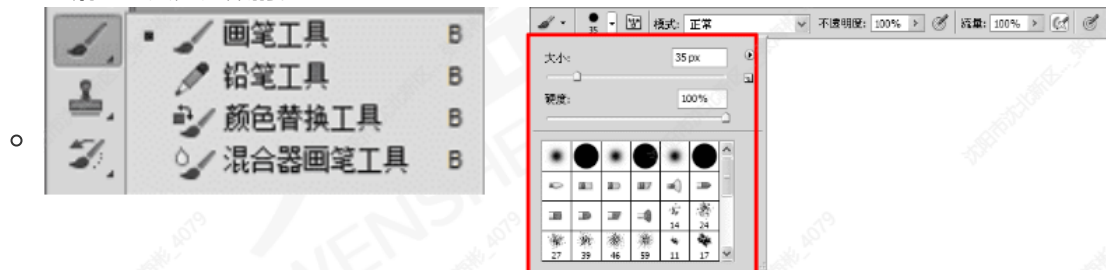 画笔工具 B
铅笔工具 B
颜色替换工具 B
混合器画笔工具 B
35 模式: 正常 不透明度: 100% 流量: 100%
大小: 35 px
硬度: 100%
14 24
27 39 46 59 11 17